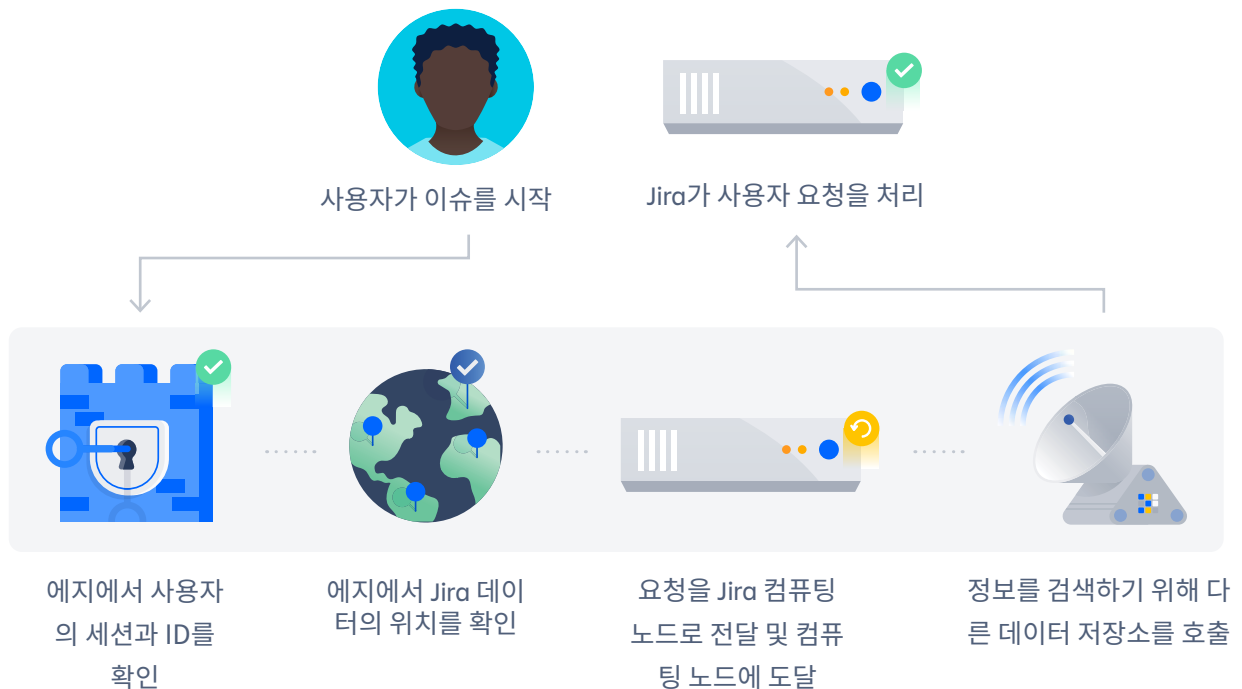 사용자가 이슈를 시작
Jira가 사용자 요청을 처리
에지에서 사용자
의 세션과 ID를
확인
에지에서 Jira 데이
터의 위치를 확인
요청을 Jira 컴퓨팅
노드로 전달 및 컴퓨
팅 노드에 도달
정보를 검색하기 위해 다
른 데이터 저장소를 호출